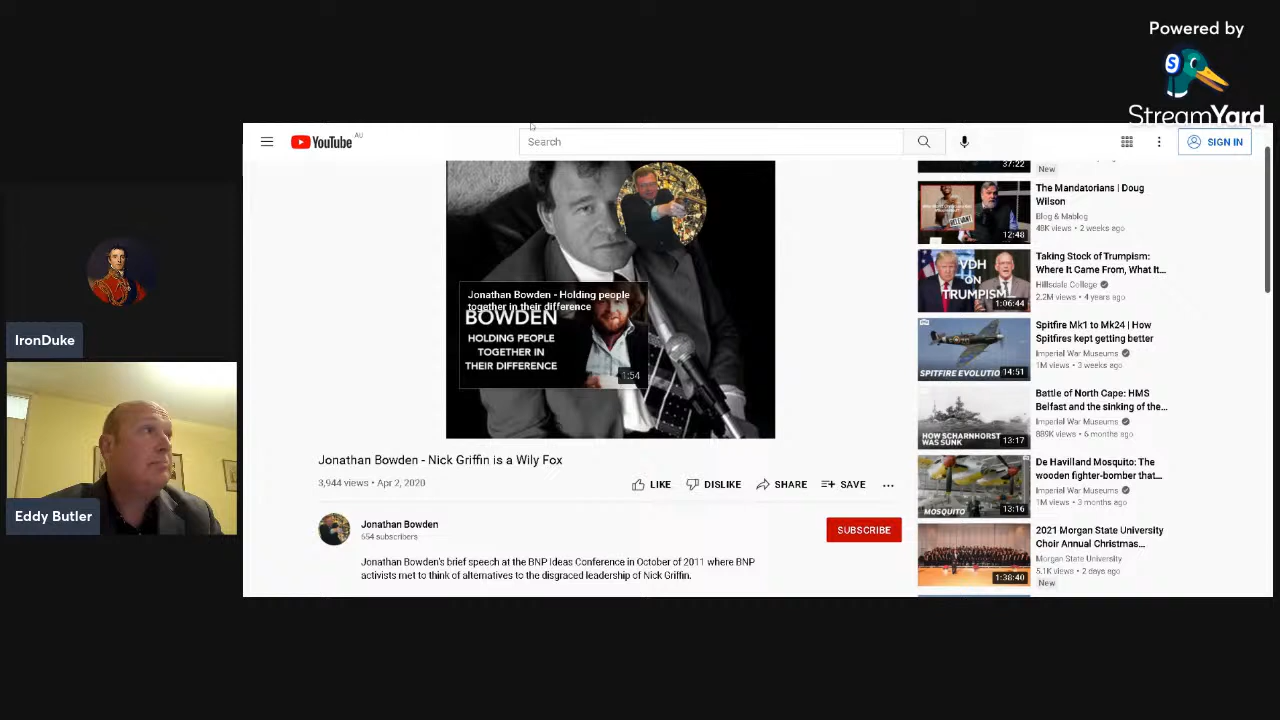 Powered by
S
StreamYard
YouTube AU
Search
SIGN IN
Jonathan Bowden - Holding people
together in their difference
BOWDEN
HOLDING PEOPLE
TOGETHER IN
THEIR DIFFERENCE
1:54
Jonathan Bowden - Nick Griffin is a Wily Fox
3,944 views • Apr 2, 2020
LIKE
DISLIKE
SHARE
SAVE
Jonathan Bowden
654 subscribers
SUBSCRIBE
Jonathan Bowden's brief speech at the BNP Ideas Conference in October of 2011 where BNP
activists met to think of alternatives to the disgraced leadership of Nick Griffin.
37:22
New
RELEVANT
12:48
The Mandatorians | Doug
Wilson
Blog & Mablog
48K views • 2 weeks ago
VDH
ON
TRUMPISM
1:06:44
Taking Stock of Trumpism:
Where It Came From, What It...
Hillsdale College
2.2M views • 4 years ago
SPITFIRE EVOLUTION
14:51
Spitfire Mk1 to Mk24 | How
Spitfires kept getting better
Imperial War Museums
1M views • 3 weeks ago
HOW SCHARNHORST
WAS SUNK
13:17
Battle of North Cape: HMS
Belfast and the sinking of the...
Imperial War Museums
889K views • 6 months ago
MOSQUITO
13:16
De Havilland Mosquito: The
wooden fighter-bomber that...
Imperial War Museums
1M views • 3 months ago
1:38:40
2021 Morgan State University
Choir Annual Christmas...
Morgan State University
5.1K views • 2 days ago
New
IronDuke
Eddy Butler